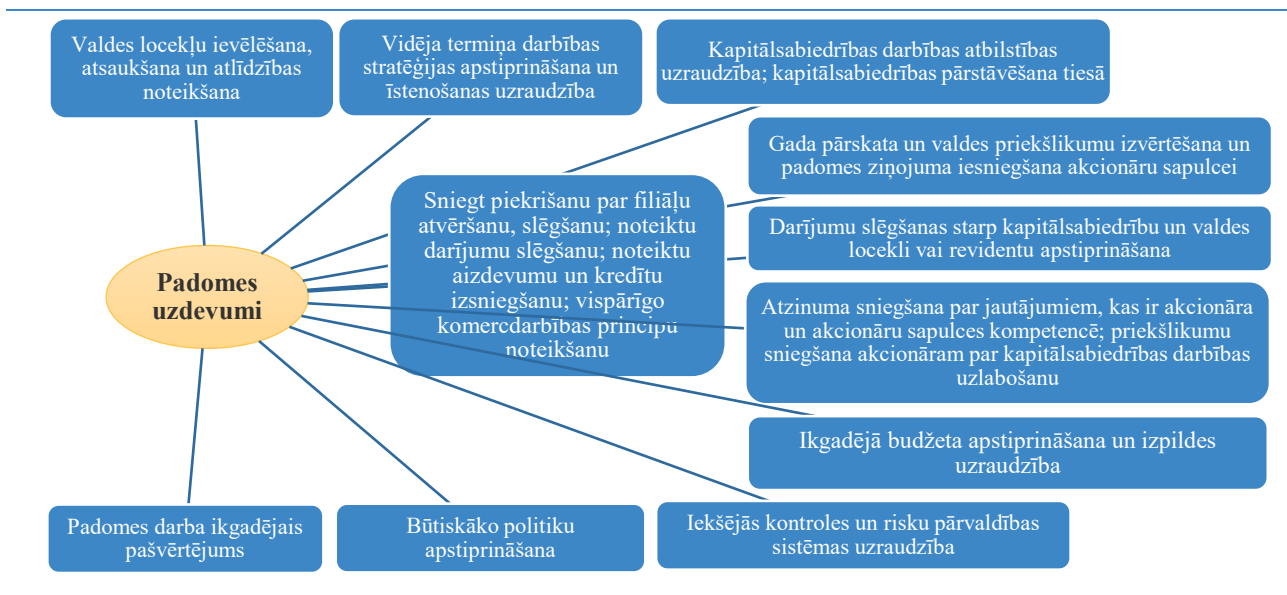 Valdes locekļu ievēlēšana,
atsaukšana un atlīdzības
noteikšana
Vidēja termiņa darbības
stratēģijas apstiprināšana un
īstenošanas uzraudzība
Kapitālsabiedrības darbības atbilstības
uzraudzība; kapitālsabiedrības pārstāvēšana tiesā
Gada pārskata un valdes priekšlikumu izvērtēšana un
padomes ziņojuma iesniegšana akcionāru sapulcei
Sniegt piekrišanu par filiāļu
atvēršanu, slēgšanu; noteiktu
darījumu slēgšanu; noteiktu
aizdevumu un kredītu
izsniegšanu; vispārīgo
komercdarbības principu
noteikšanu
Darījumu slēgšanas starp kapitālsabiedrību un valdes
locekli vai revidentu apstiprināšana
Padomes
uzdevumi
Atzinuma sniegšana par jautājumiem, kas ir akcionāra
un akcionāru sapulces kompetencē; priekšlikumu
sniegšana akcionāram par kapitālsabiedrības darbības
uzlabošanu
Ikgadējā budžeta apstiprināšana un izpildes
uzraudzība
Padomes darba ikgadējais
pašvērtējums
Būtiskāko politiku
apstiprināšana
Iekšējās kontroles un risku pārvaldības
sistēmas uzraudzība